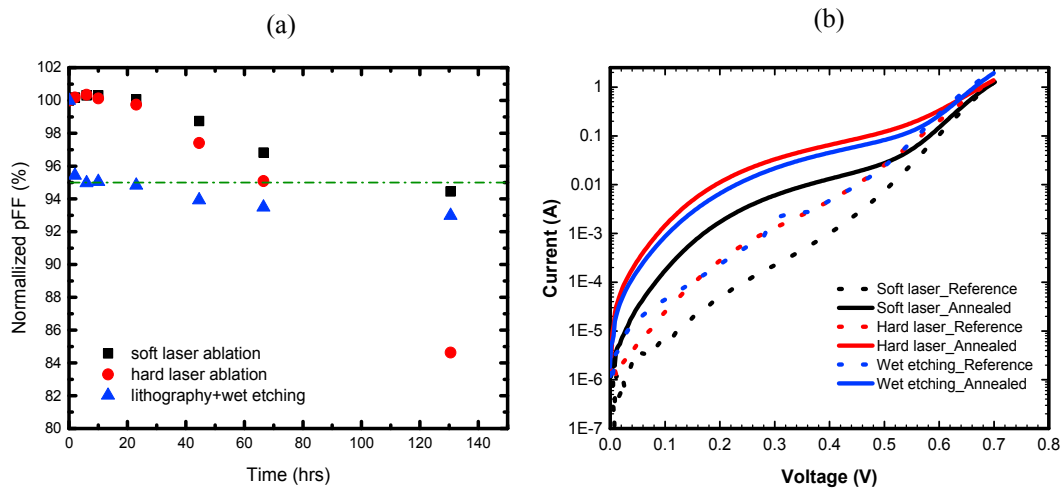 (a)
102
100
98
96
94
92
90
88
86
84
82
80
Normallized pFF (%)
soft laser ablation
hard laser ablation
lithography+wet etching
0 20 40 60 80 100 120 140
Time (hrs)
(b)
1
0.1
0.01
1E-3
1E-4
1E-5
1E-6
1E-7
Current (A)
Soft laser_Reference
Soft laser_Annealed
Hard laser_Reference
Hard laser_Annealed
Wet etching_Reference
Wet etching_Annealed
0.0 0.1 0.2 0.3 0.4 0.5 0.6 0.7 0.8
Voltage (V)